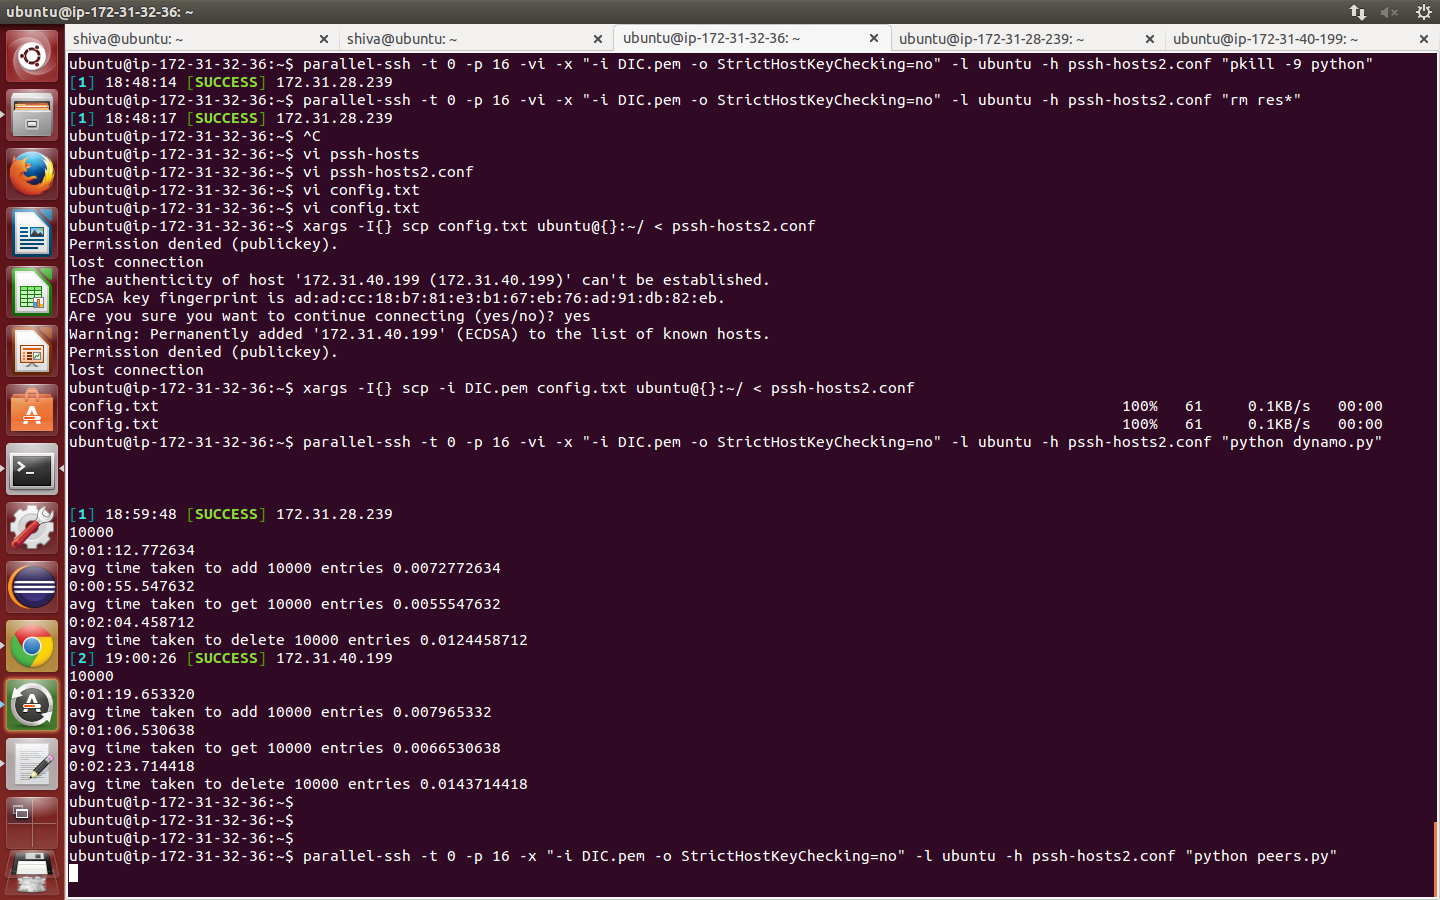 ubuntu@ip-172-31-32-36: ~
shiva@ubuntu: ~ ×
shiva@ubuntu: ~ ×
ubuntu@ip-172-31-32-36: ~ ×
ubuntu@ip-172-31-28-239: ~ ×
ubuntu@ip-172-31-40-199: ~ ×
ubuntu@ip-172-31-32-36:~$ parallel-ssh -t 0 -p 16 -vi -x "-i DIC.pem -o StrictHostKeyChecking=no" -l ubuntu -h pssh-hosts2.conf "pkill -9 python"
[1] 18:48:14 [SUCCESS] 172.31.28.239
ubuntu@ip-172-31-32-36:~$ parallel-ssh -t 0 -p 16 -vi -x "-i DIC.pem -o StrictHostKeyChecking=no" -l ubuntu -h pssh-hosts2.conf "rm res*"
[1] 18:48:17 [SUCCESS] 172.31.28.239
ubuntu@ip-172-31-32-36:~$ ^C
ubuntu@ip-172-31-32-36:~$ vi pssh-hosts
ubuntu@ip-172-31-32-36:~$ vi pssh-hosts2.conf
ubuntu@ip-172-31-32-36:~$ vi config.txt
ubuntu@ip-172-31-32-36:~$ vi config.txt
ubuntu@ip-172-31-32-36:~$ xargs -I{} scp config.txt ubuntu@{}:~/ < pssh-hosts2.conf
Permission denied (publickey).
lost connection
The authenticity of host '172.31.40.199 (172.31.40.199)' can't be established.
ECDSA key fingerprint is ad:ad:cc:18:b7:81:e3:b1:67:eb:76:ad:91:db:82:eb.
Are you sure you want to continue connecting (yes/no)? yes
Warning: Permanently added '172.31.40.199' (ECDSA) to the list of known hosts.
Permission denied (publickey).
lost connection
ubuntu@ip-172-31-32-36:~$ xargs -I{} scp -i DIC.pem config.txt ubuntu@{}:~/ < pssh-hosts2.conf
config.txt 100% 61 0.1KB/s 00:00
config.txt 100% 61 0.1KB/s 00:00
ubuntu@ip-172-31-32-36:~$ parallel-ssh -t 0 -p 16 -vi -x "-i DIC.pem -o StrictHostKeyChecking=no" -l ubuntu -h pssh-hosts2.conf "python dynamo.py"
[1] 18:59:48 [SUCCESS] 172.31.28.239
10000
0:01:12.772634
avg time taken to add 10000 entries 0.0072772634
0:00:55.547632
avg time taken to get 10000 entries 0.0055547632
0:02:04.458712
avg time taken to delete 10000 entries 0.0124458712
[2] 19:00:26 [SUCCESS] 172.31.40.199
10000
0:01:19.653320
avg time taken to add 10000 entries 0.007965332
0:01:06.530638
avg time taken to get 10000 entries 0.0066530638
0:02:23.714418
avg time taken to delete 10000 entries 0.0143714418
ubuntu@ip-172-31-32-36:~$
ubuntu@ip-172-31-32-36:~$
ubuntu@ip-172-31-32-36:~$
ubuntu@ip-172-31-32-36:~$ parallel-ssh -t 0 -p 16 -x "-i DIC.pem -o StrictHostKeyChecking=no" -l ubuntu -h pssh-hosts2.conf "python peers.py"